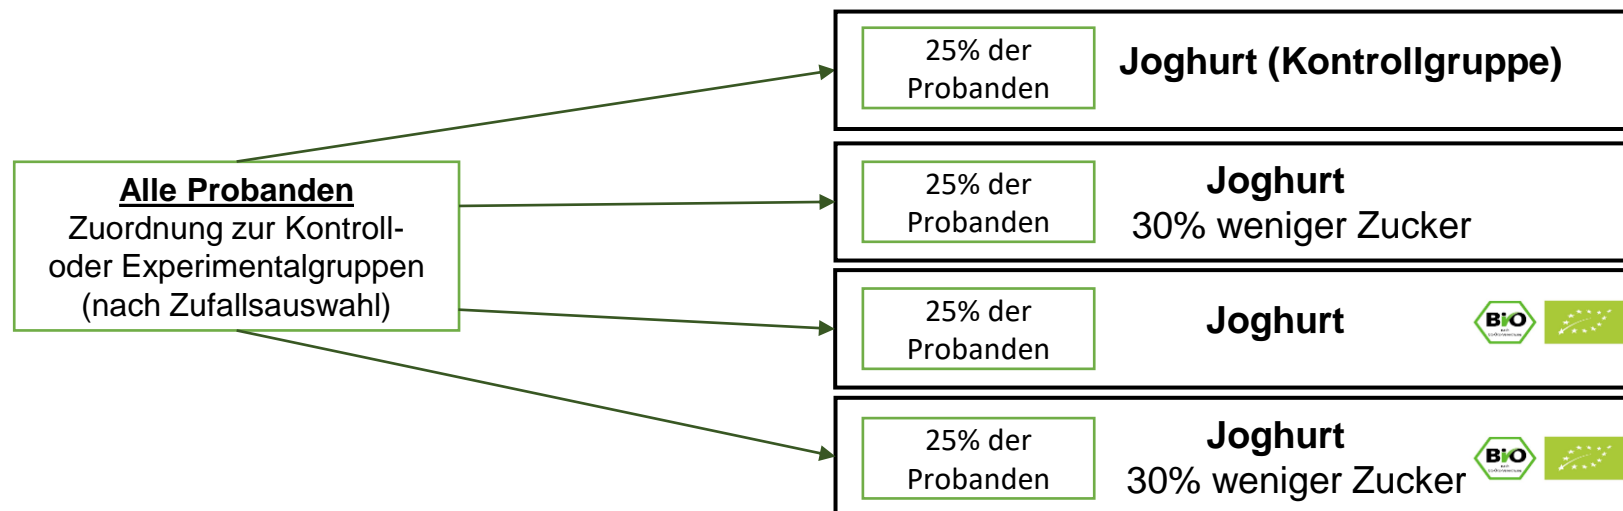 25% der
Probanden
Joghurt (Kontrollgruppe)
Alle Probanden
Zuordnung zur Kontroll-
oder Experimentalgruppen
(nach Zufallsauswahl)
25% der
Probanden
Joghurt
30% weniger Zucker
25% der
Probanden
Joghurt
Bio
25% der
Probanden
Joghurt
30% weniger Zucker
Bio